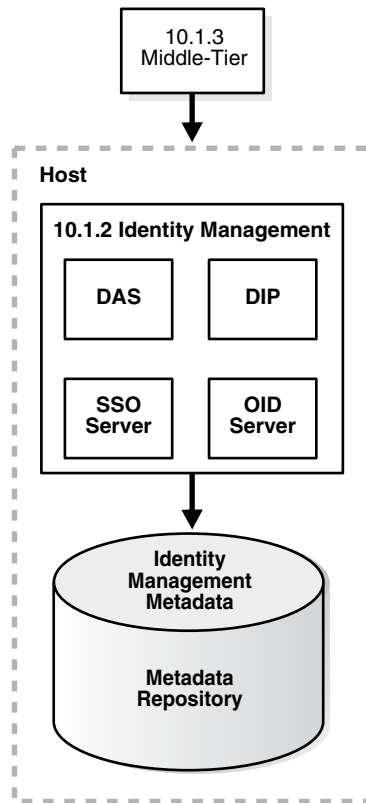 10.1.3
Middle-Tier
Host
10.1.2 Identity Management
DAS
DIP
SSO
Server
OID
Server
Identity
Management
Metadata
Metadata
Repository